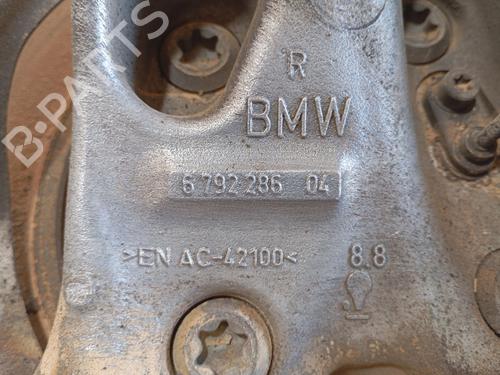 R
BMW
6 792 286 04
>EN AC-42100<
8.8
B-PARTS